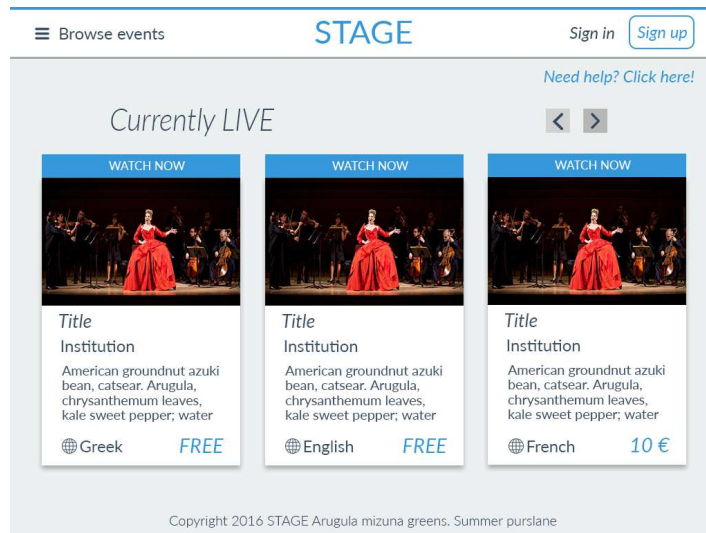 Browse events
STAGE
Sign in
Sign up
Need help? Click here!
Currently LIVE
WATCH NOW
Title
Institution
American groundnut azuki
bean, catsear. Arugula,
chrysanthemum leaves,
kale sweet pepper; water
Greek
FREE
WATCH NOW
Title
Institution
American groundnut azuki
bean, catsear. Arugula,
chrysanthemum leaves,
kale sweet pepper; water
English
FREE
WATCH NOW
Title
Institution
American groundnut azuki
bean, catsear. Arugula,
chrysanthemum leaves,
kale sweet pepper; water
French
10 €
Copyright 2016 STAGE Arugula mizuna greens. Summer purslane